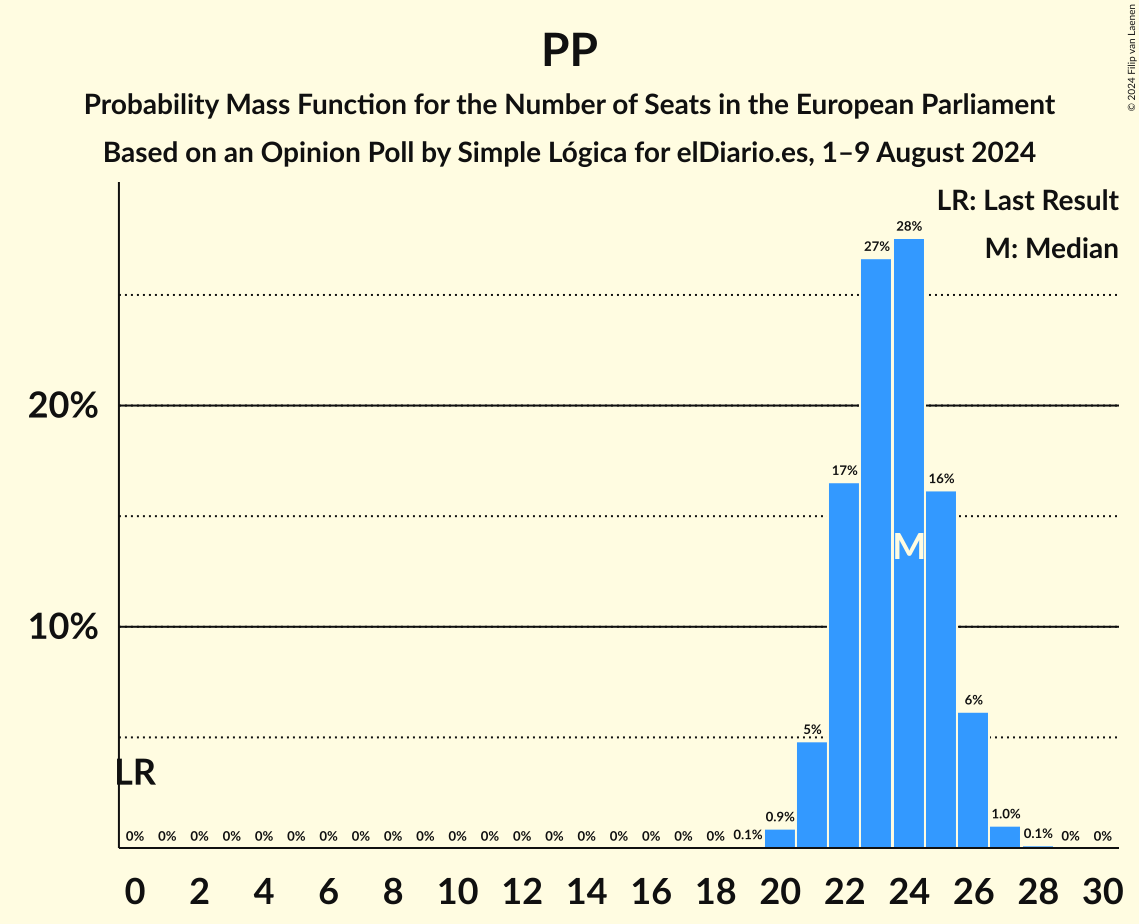 PP
Probability Mass Function for the Number of Seats in the European Parliament
Based on an Opinion Poll by Simple Lógica for elDiario.es, 1–9 August 2024
© 2024 Filip van Laenen
LR: Last Result
M: Median
20%
10%
28%
27%
17%
16%
M
6%
5%
LR
0% 0% 0% 0% 0% 0% 0% 0% 0% 0% 0% 0% 0% 0% 0% 0% 0% 0% 0% 0.1% 0.9% 1.0% 0.1% 0% 0%
0 2 4 6 8 10 12 14 16 18 20 22 24 26 28 30